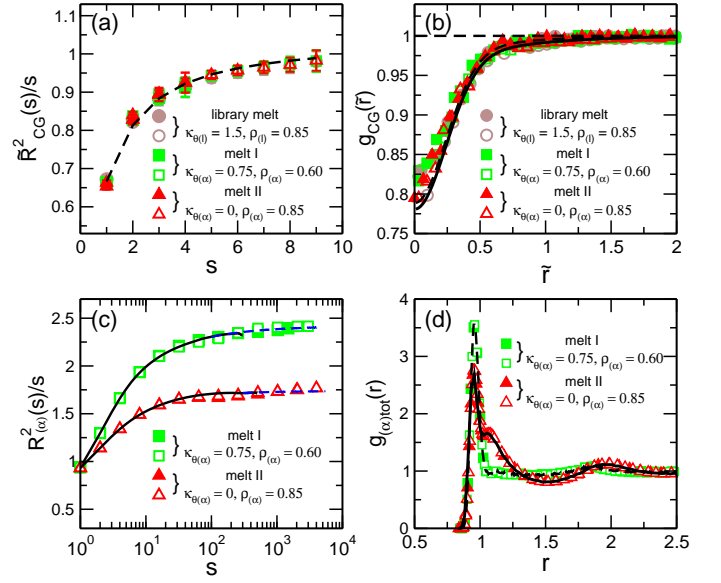 (a)
R̃²CG(s)/s
1
0.9
0.8
0.7
0.6
0 2 4 6 8 10
s
library melt
κθ(l) = 1.5, ρ(l) = 0.85
melt I
κθ(α) = 0.75, ρ(α) = 0.60
melt II
κθ(α) = 0, ρ(α) = 0.85
(b)
gCG(r̃)
1
0.95
0.9
0.85
0.8
0.75
0 0.5 1 1.5 2
r̃
library melt
κθ(l) = 1.5, ρ(l) = 0.85
melt I
κθ(α) = 0.75, ρ(α) = 0.60
melt II
κθ(α) = 0, ρ(α) = 0.85
(c)
R²(α)(s)/s
2.5
2
1.5
1
0.5
10⁰ 10¹ 10² 10³ 10⁴
s
melt I
κθ(α) = 0.75, ρ(α) = 0.60
melt II
κθ(α) = 0, ρ(α) = 0.85
(d)
g(α)tot(r)
4
3
2
1
0
0.5 1 1.5 2 2.5
r
melt I
κθ(α) = 0.75, ρ(α) = 0.60
melt II
κθ(α) = 0, ρ(α) = 0.85